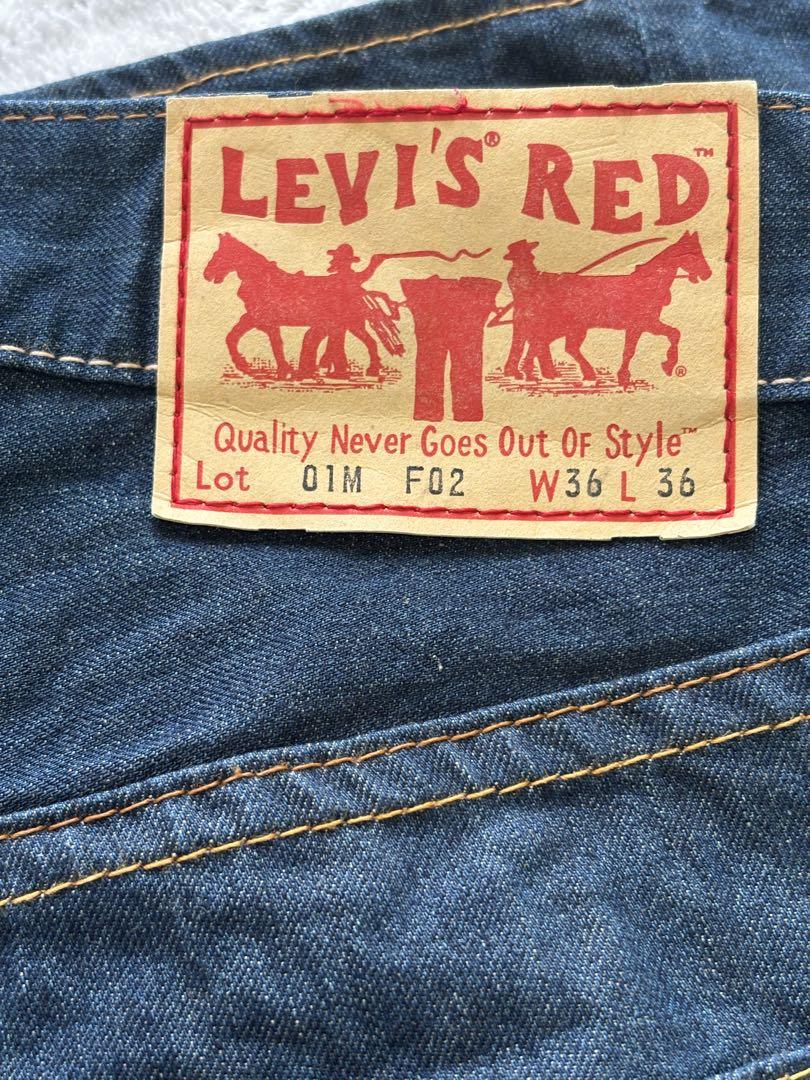 LEVI'S® RED™
®
Quality Never Goes Out OF Style™
Lot 01M F02 W36 L 36